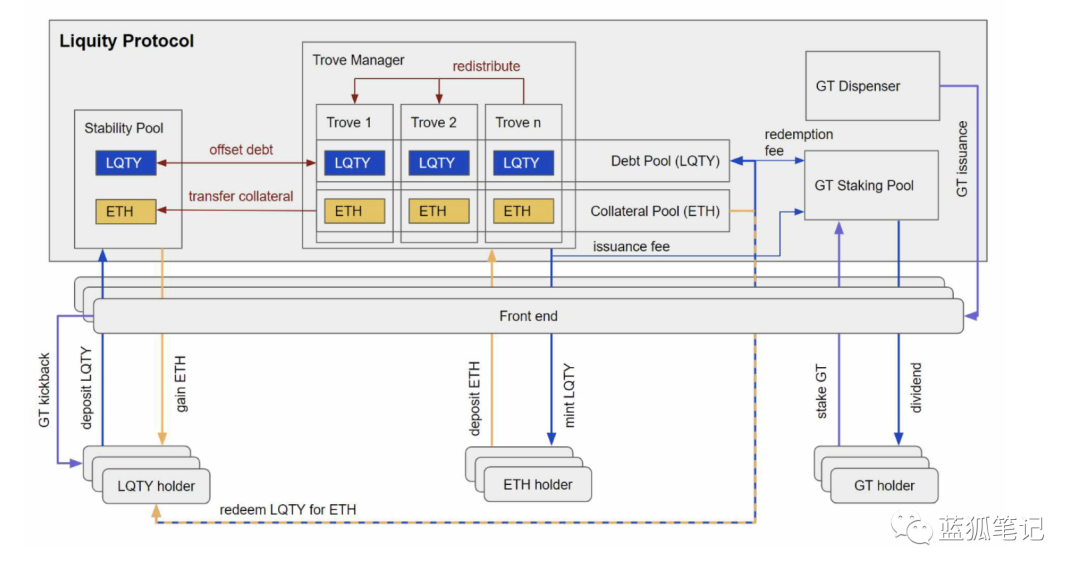 Liquity Protocol
Trove Manager
redistribute
GT Dispenser
Stability Pool
Trove 1
Trove 2
Trove n
GT issuance
redemption
fee
offset debt
LQTY
LQTY
LQTY
LQTY
Debt Pool (LQTY)
GT Staking Pool
transfer collateral
ETH
ETH
ETH
ETH
Collateral Pool (ETH)
issuance fee
Front end
GT kickback
deposit LQTY
gain ETH
deposit ETH
mint LQTY
stake GT
dividend
LQTY holder
ETH holder
GT holder
redeem LQTY for ETH
蓝狐笔记